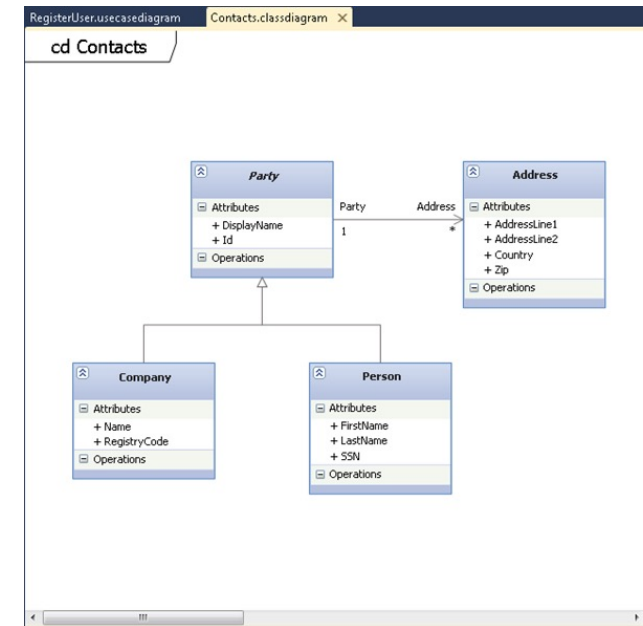 RegisterUser.usecasediagram Contacts.classdiagram
cd Contacts
Party
Attributes
+ DisplayName
+ Id
Operations
Party Address
1 *
Address
Attributes
+ AddressLine1
+ AddressLine2
+ Country
+ Zip
Operations
Company
Attributes
+ Name
+ RegistryCode
Operations
Person
Attributes
+ FirstName
+ LastName
+ SSN
Operations